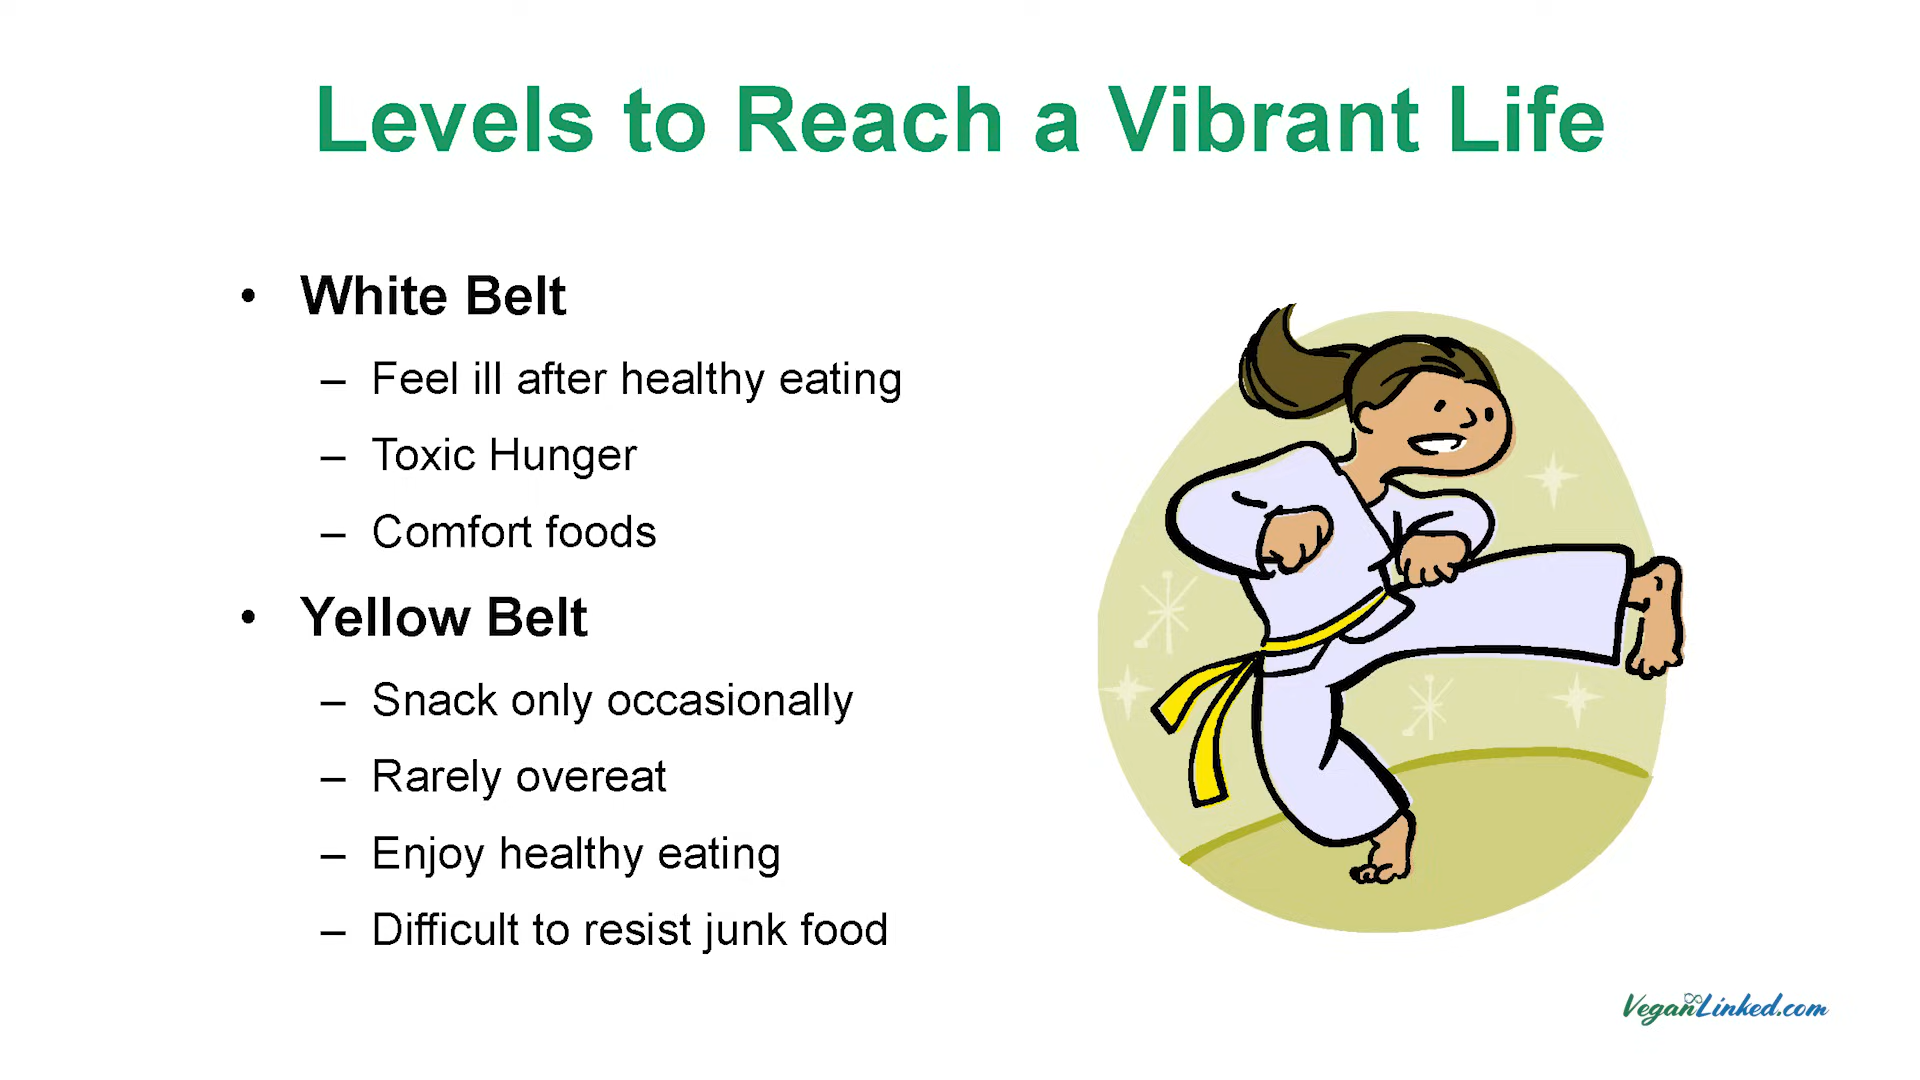 Levels to Reach a Vibrant Life
• White Belt
– Feel ill after healthy eating
– Toxic Hunger
– Comfort foods
• Yellow Belt
– Snack only occasionally
– Rarely overeat
– Enjoy healthy eating
– Difficult to resist junk food
VeganLinked.com